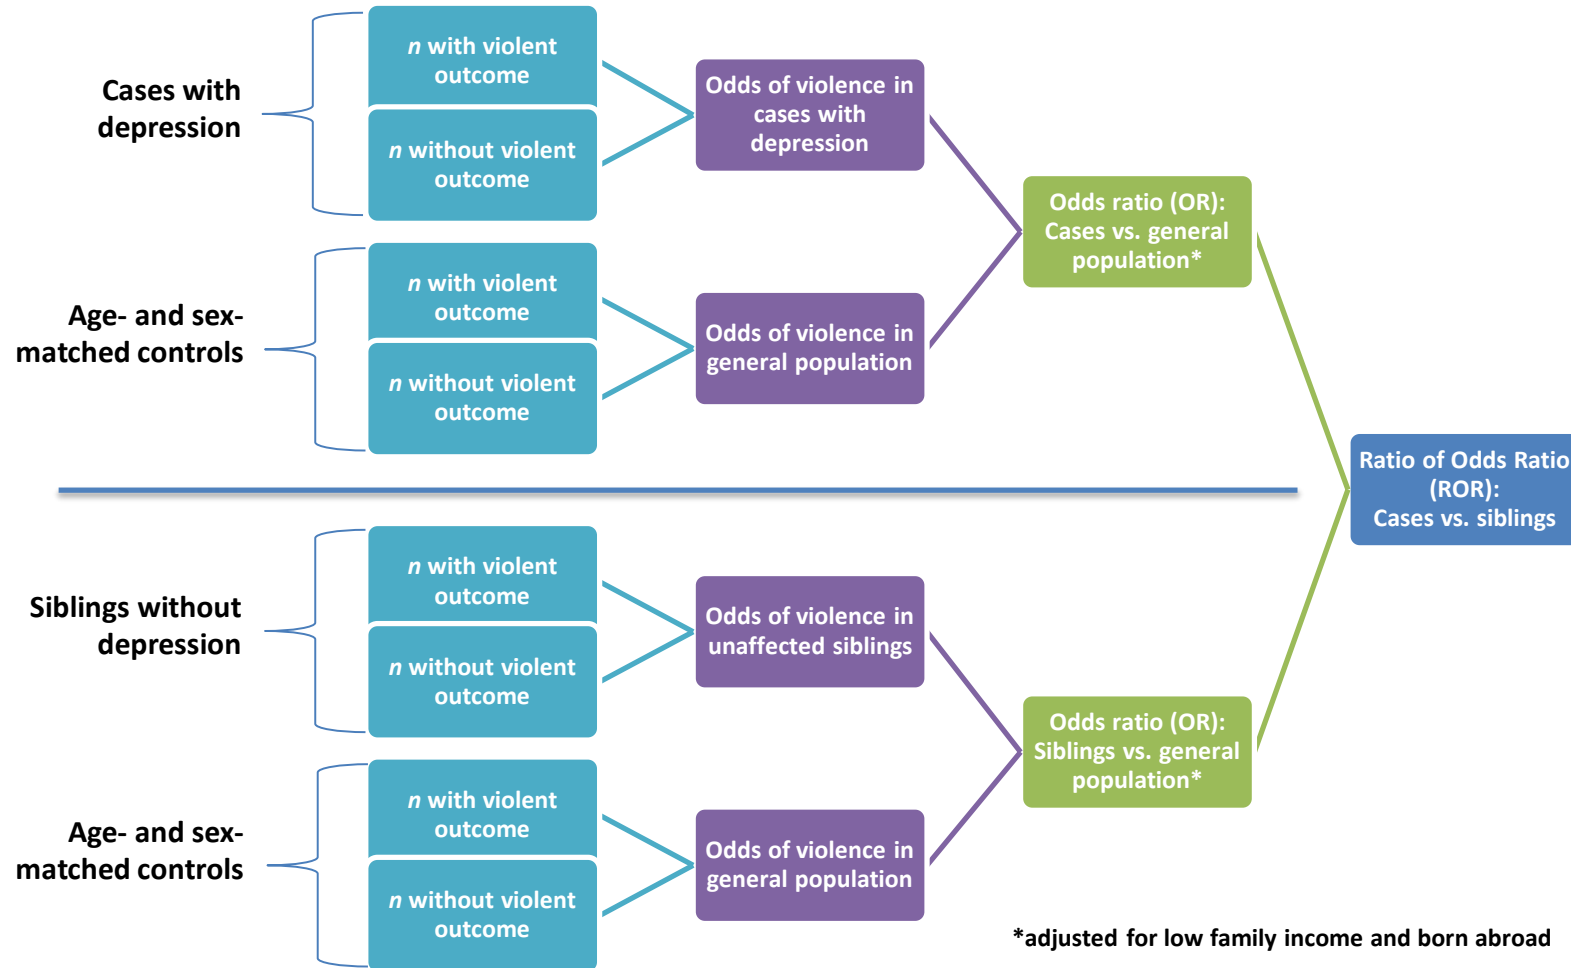 Cases with
depression
n with violent
outcome
n without violent
outcome
Odds of violence in
cases with
depression
Age- and sex-
matched controls
n with violent
outcome
n without violent
outcome
Odds of violence in
general population
Odds ratio (OR):
Cases vs. general
population*
Siblings without
depression
n with violent
outcome
n without violent
outcome
Odds of violence in
unaffected siblings
Age- and sex-
matched controls
n with violent
outcome
n without violent
outcome
Odds of violence in
general population
Odds ratio (OR):
Siblings vs. general
population*
Ratio of Odds Ratio
(ROR):
Cases vs. siblings
*adjusted for low family income and born abroad